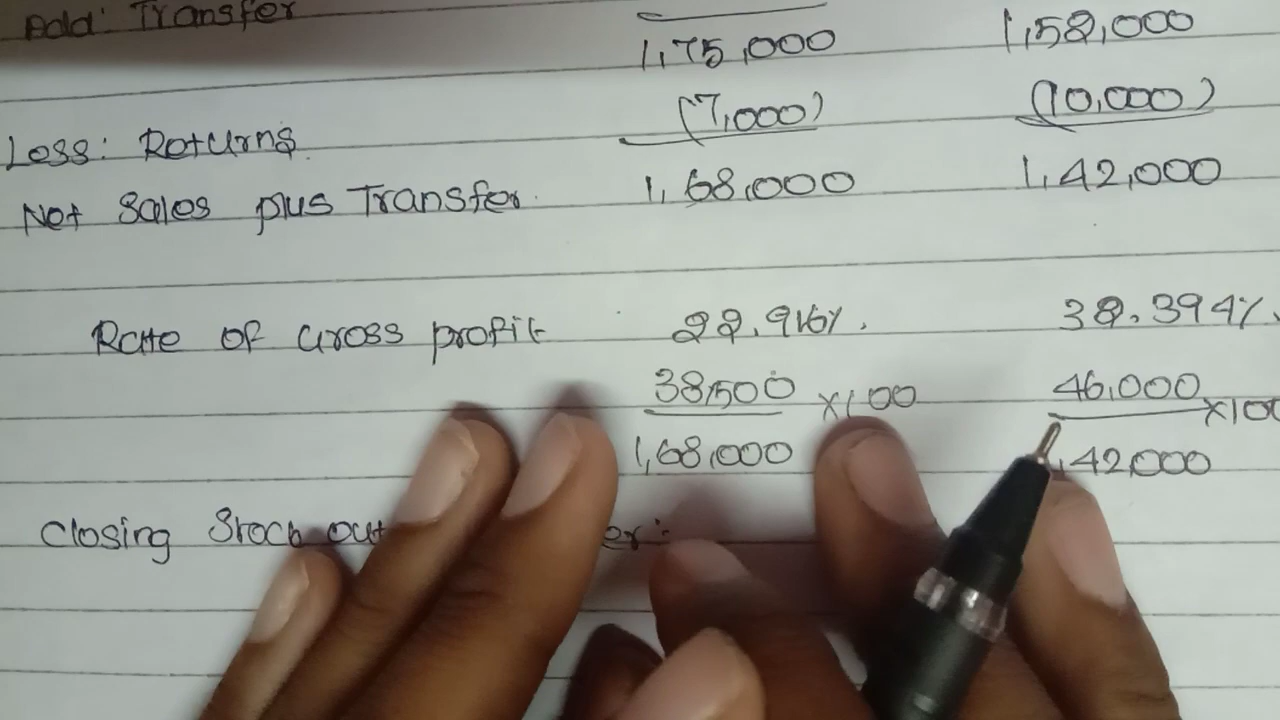 Add: Transfer
1,75,000 1,52,000
Less: Returns (7,000) (10,000)
Net Sales plus Transfer 1,68,000 1,42,000
Rate of Gross profit 22.916%. 32.394%
38,500 ×100 46,000 ×100
1,68,000 1,42,000
Closing Stock out er: